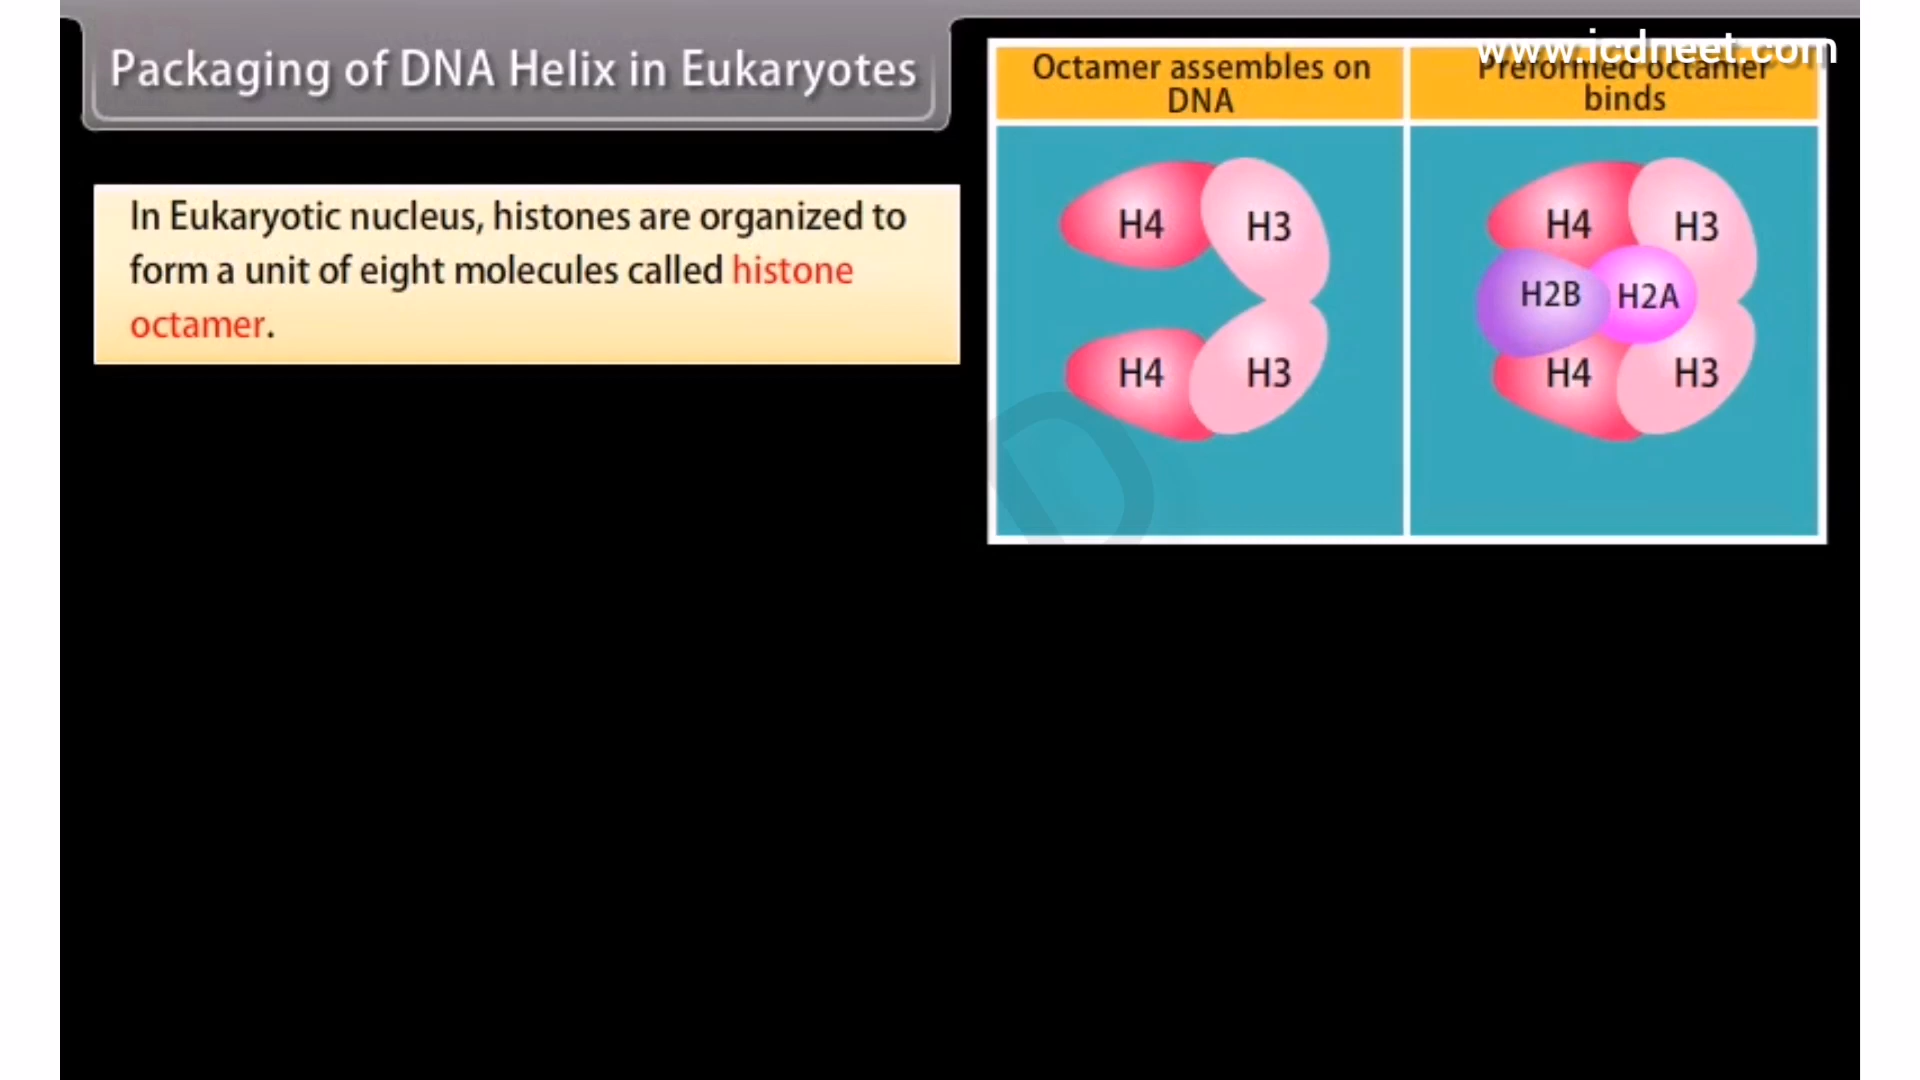 Packaging of DNA Helix in Eukaryotes
In Eukaryotic nucleus, histones are organized to
form a unit of eight molecules called histone
octamer.
www.icdneet.com
Octamer assembles on
DNA
Preformed octamer
binds
H4 H3
H4 H3
H4 H3
H2B H2A
H4 H3
D